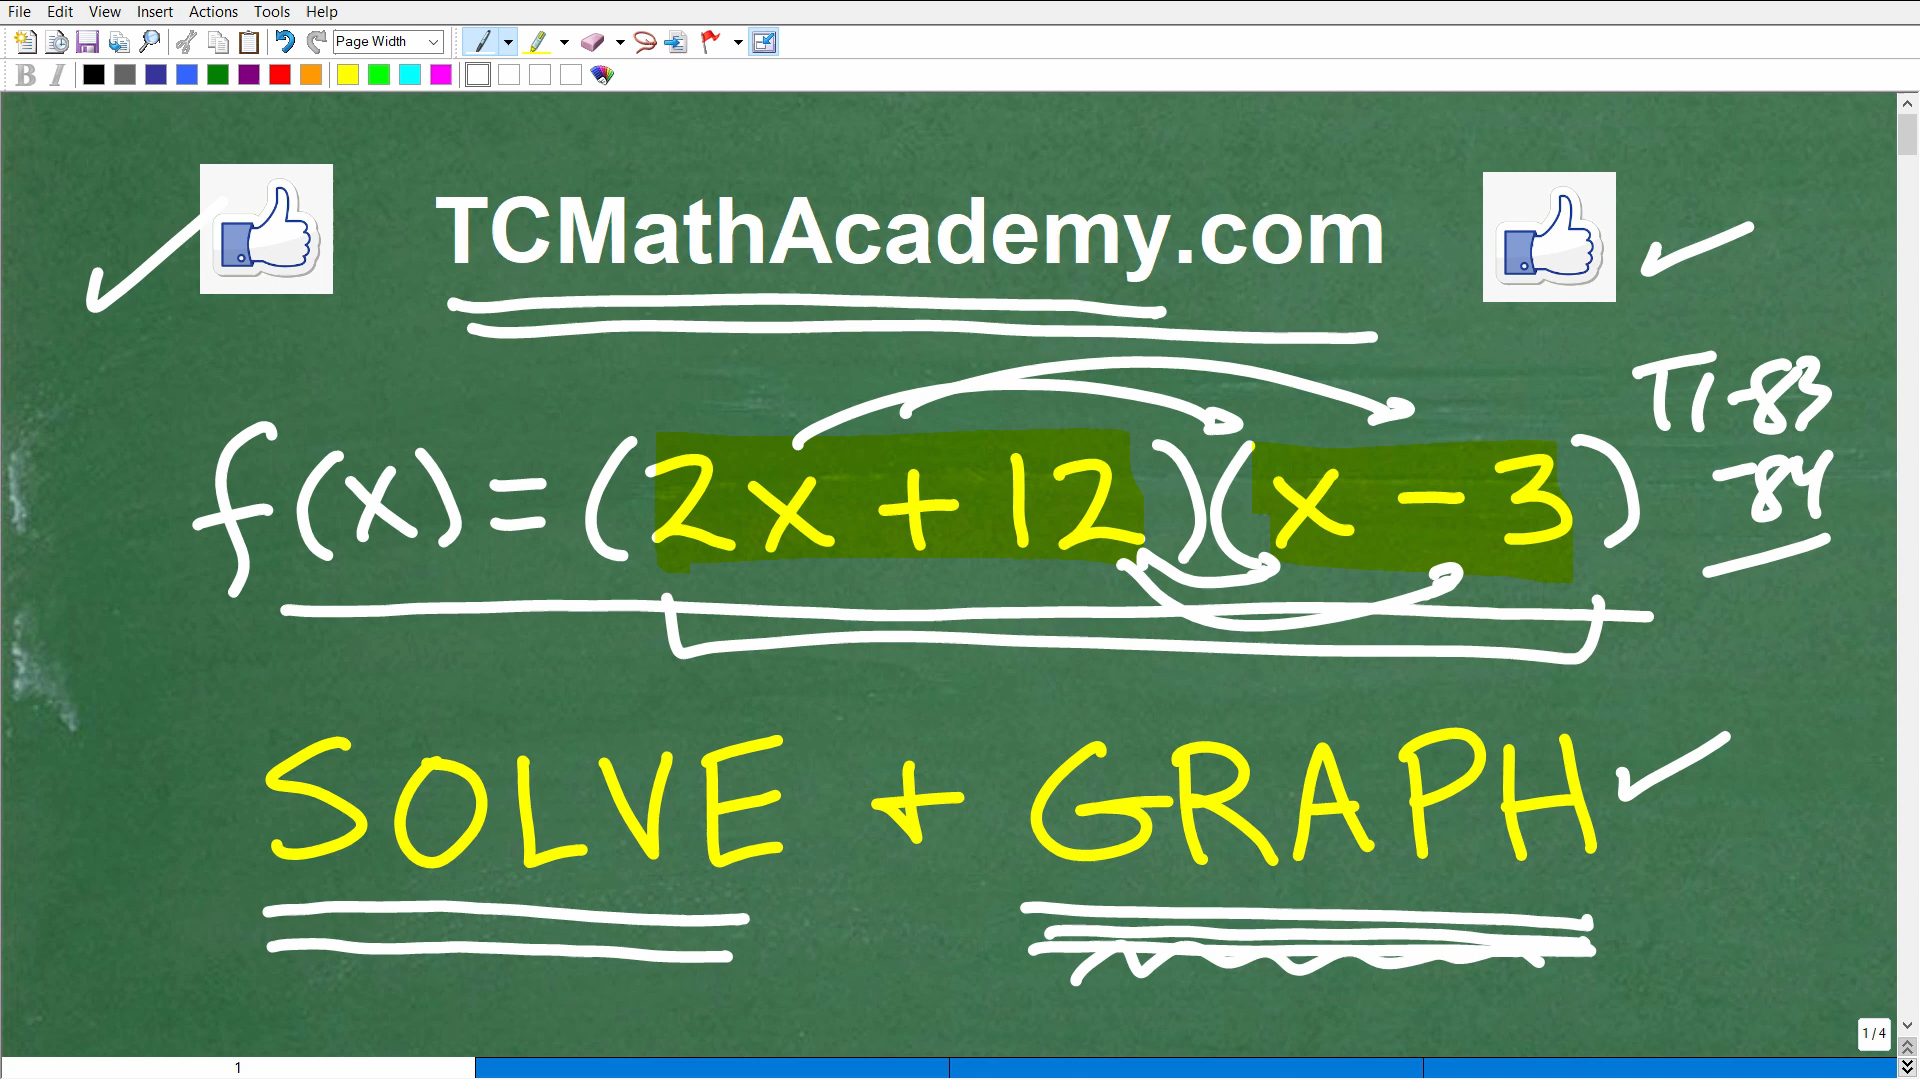 File Edit View Insert Actions Tools Help
Page Width
B I
TCMathAcademy.com
TI-83
-84
f(x) = (2x + 12)(x - 3)
SOLVE + GRAPH
1 / 4
1